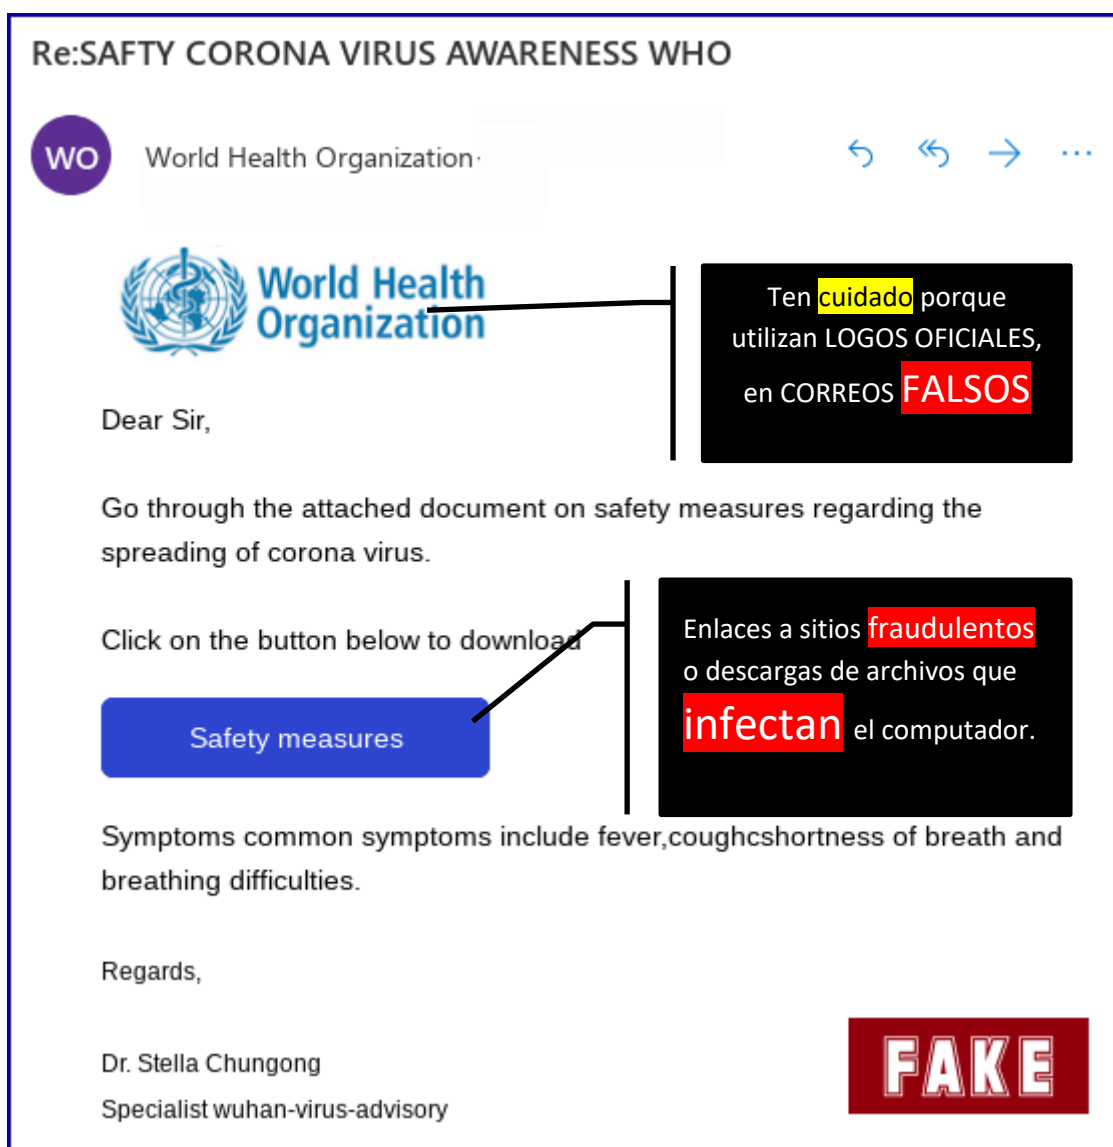 Re:SAFTY CORONA VIRUS AWARENESS WHO
WO
World Health Organization
World Health
Organization
Ten cuidado porque
utilizan LOGOS OFICIALES,
en CORREOS FALSOS
Dear Sir,
Go through the attached document on safety measures regarding the
spreading of corona virus.
Click on the button below to download
Enlaces a sitios fraudulentos
o descargas de archivos que
infectan el computador.
Safety measures
Symptoms common symptoms include fever,coughcshortness of breath and
breathing difficulties.
Regards,
Dr. Stella Chungong
Specialist wuhan-virus-advisory
FAKE